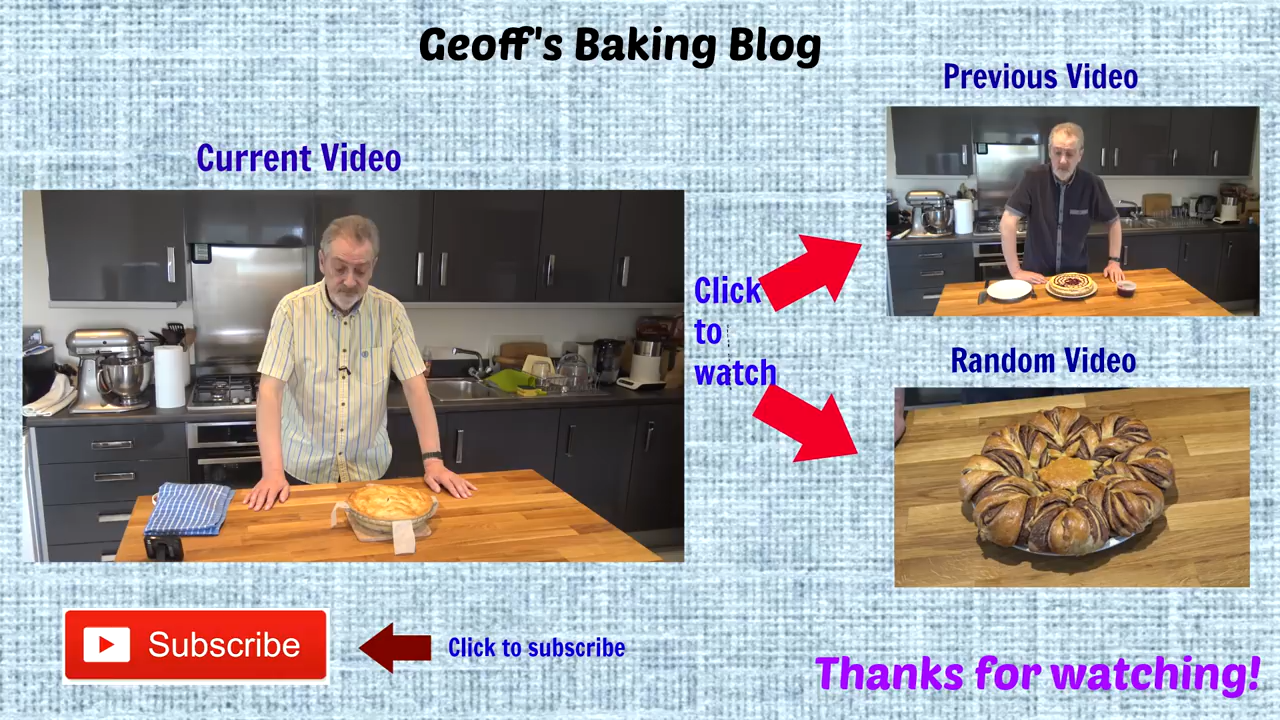 Geoff's Baking Blog
Previous Video
Current Video
Click
to
watch
Random Video
Subscribe
Click to subscribe
Thanks for watching!